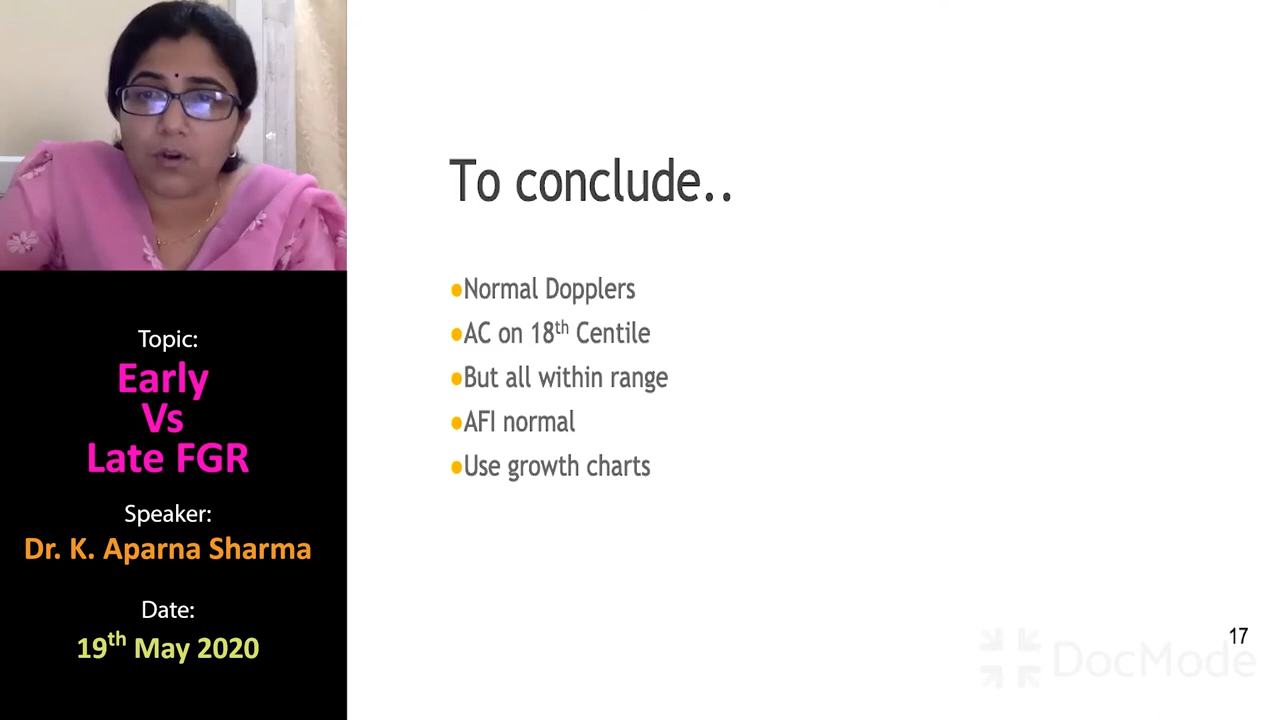 Topic:
Early
Vs
Late FGR
Speaker:
Dr. K. Aparna Sharma
Date:
19th May 2020
To conclude..
●Normal Dopplers
●AC on 18th Centile
●But all within range
●AFI normal
●Use growth charts
17
DocMode